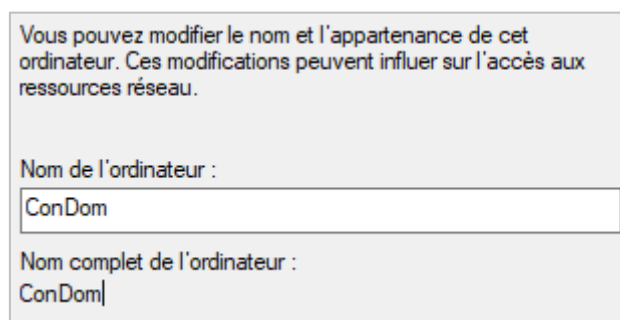 Vous pouvez modifier le nom et l'appartenance de cet
ordinateur. Ces modifications peuvent influer sur l'accès aux
ressources réseau.
Nom de l'ordinateur :
ConDom
Nom complet de l'ordinateur :
ConDom